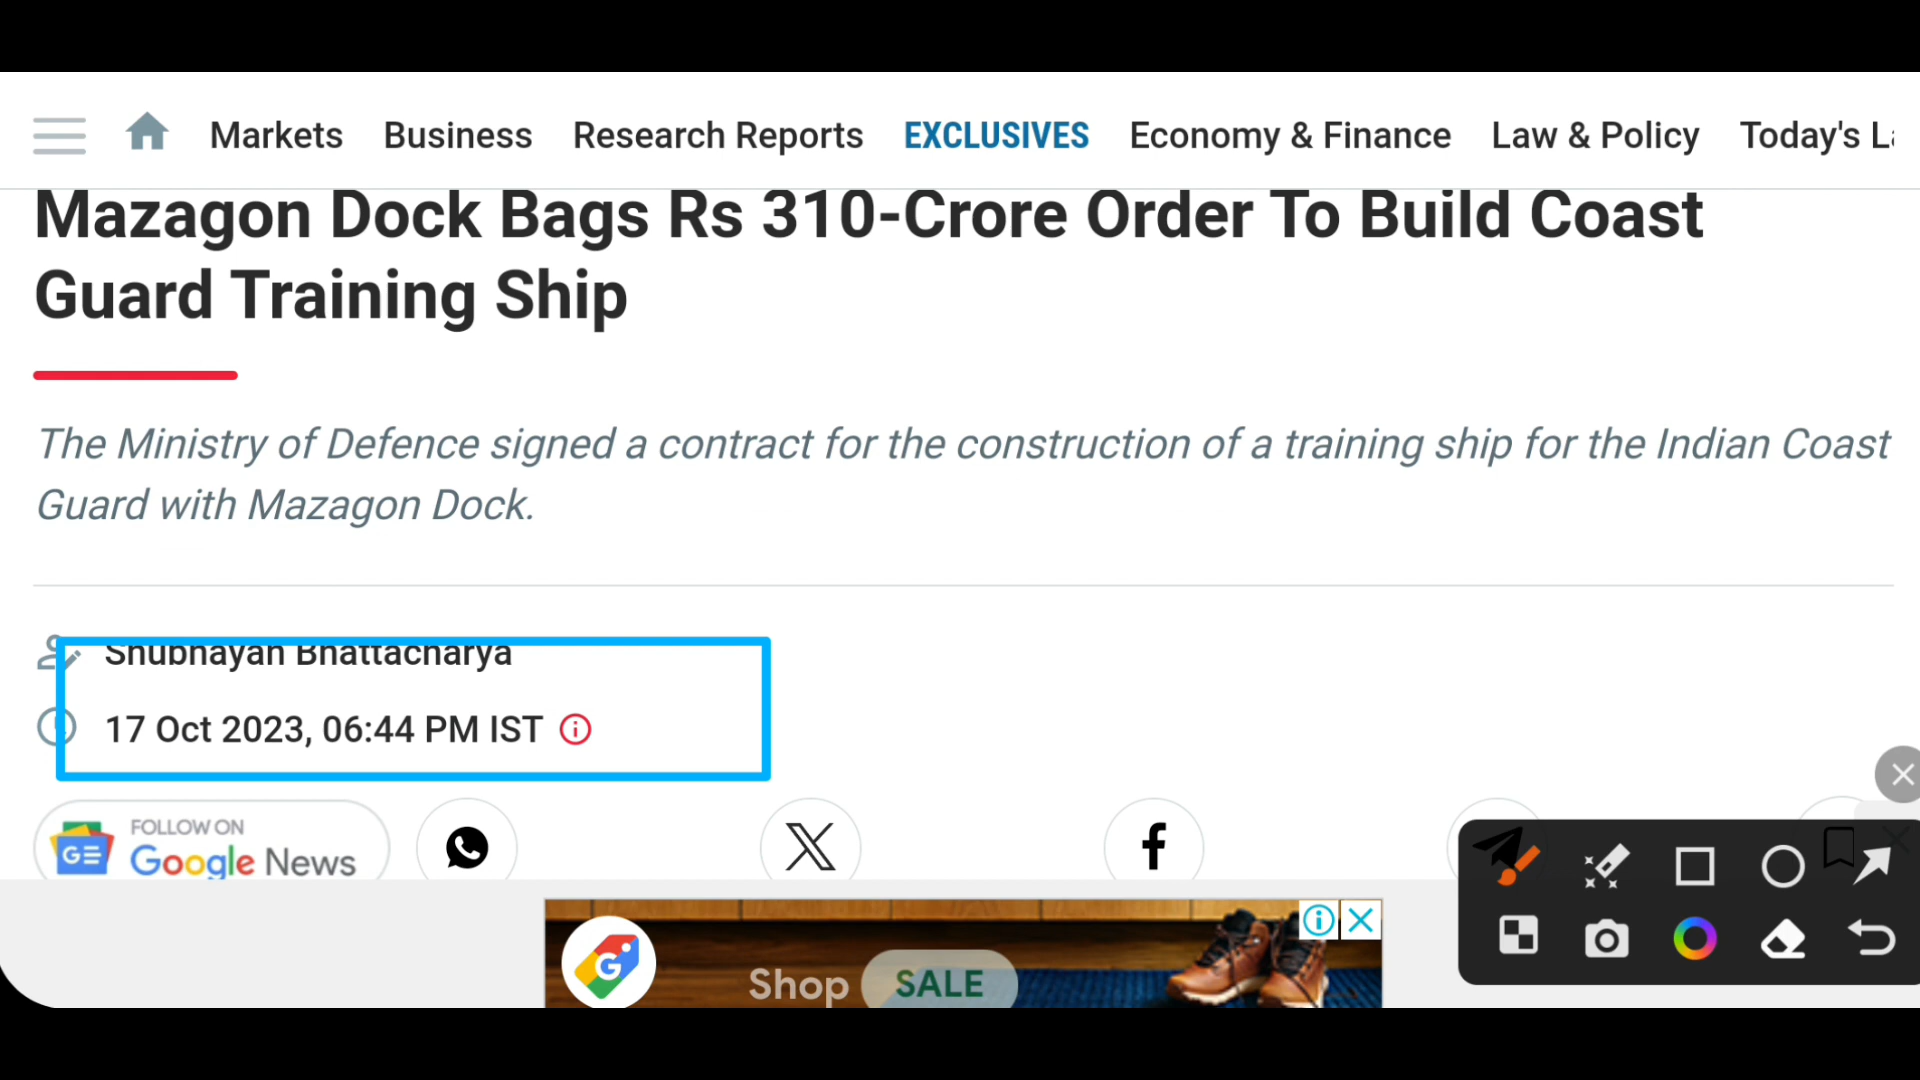 Markets Business Research Reports EXCLUSIVES Economy & Finance Law & Policy Today's La
Mazagon Dock Bags Rs 310-Crore Order To Build Coast
Guard Training Ship
The Ministry of Defence signed a contract for the construction of a training ship for the Indian Coast
Guard with Mazagon Dock.
Shubhayan Bhattacharya
17 Oct 2023, 06:44 PM IST
FOLLOW ON
Google News
Shop SALE